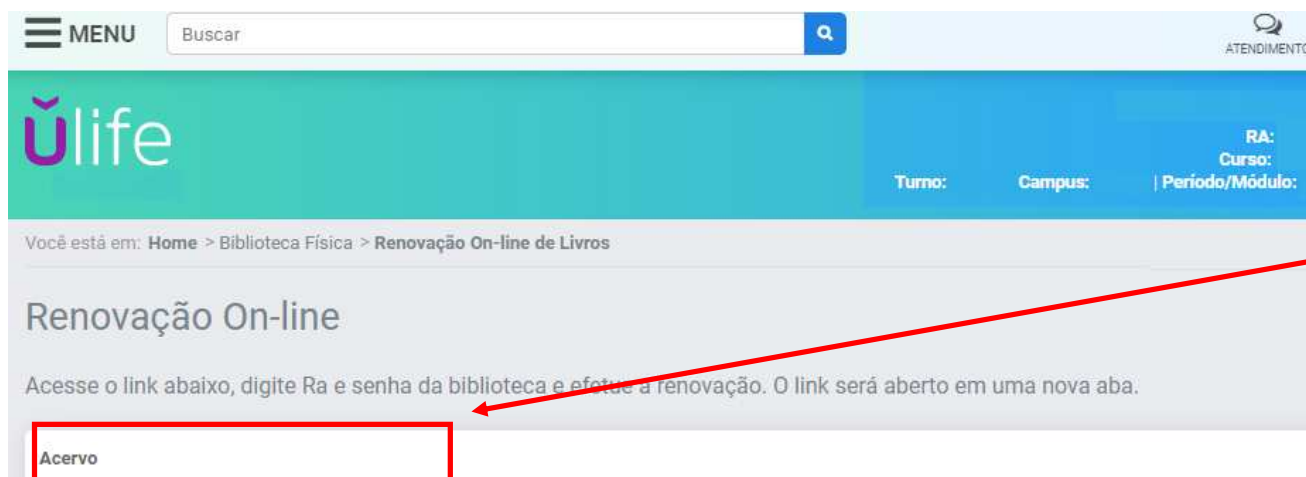 MENU Buscar
ATENDIMENTO
ŭlife
RA:
Curso:
Turno: Campus: | Período/Módulo:
Você está em: Home > Biblioteca Física > Renovação On-line de Livros
Renovação On-line
Acesse o link abaixo, digite Ra e senha da biblioteca e efetue a renovação. O link será aberto em uma nova aba.
Acervo